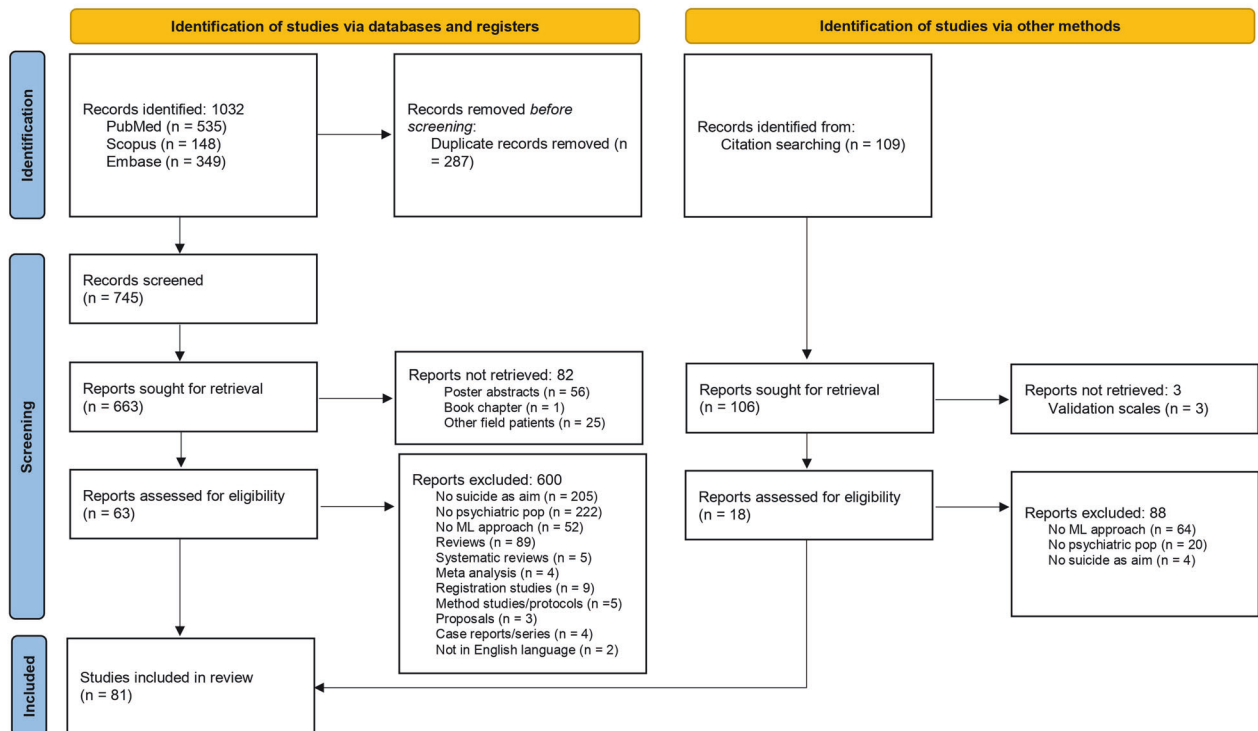 Identification of studies via databases and registers
Identification of studies via other methods
Identification
Records identified: 1032
PubMed (n = 535)
Scopus (n = 148)
Embase (n = 349)
Records removed before
screening:
Duplicate records removed (n
= 287)
Records identified from:
Citation searching (n = 109)
Screening
Records screened
(n = 745)
Reports sought for retrieval
(n = 663)
Reports not retrieved: 82
Poster abstracts (n = 56)
Book chapter (n = 1)
Other field patients (n = 25)
Reports sought for retrieval
(n = 106)
Reports not retrieved: 3
Validation scales (n = 3)
Reports assessed for eligibility
(n = 63)
Reports excluded: 600
No suicide as aim (n = 205)
No psychiatric pop (n = 222)
No ML approach (n = 52)
Reviews (n = 89)
Systematic reviews (n = 5)
Meta analysis (n = 4)
Registration studies (n = 9)
Method studies/protocols (n =5)
Proposals (n = 3)
Case reports/series (n = 4)
Not in English language (n = 2)
Reports assessed for eligibility
(n = 18)
Reports excluded: 88
No ML approach (n = 64)
No psychiatric pop (n = 20)
No suicide as aim (n = 4)
Included
Studies included in review
(n = 81)